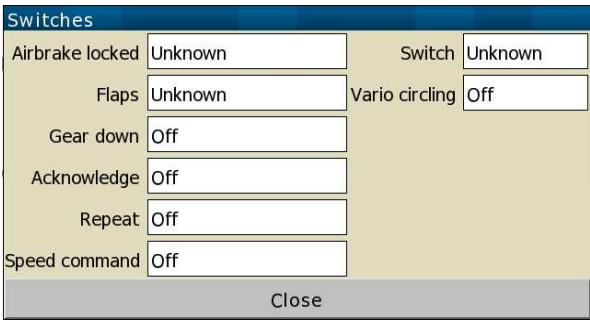 Switches
Airbrake locked Unknown Switch Unknown
Flaps Unknown Vario circling Off
Gear down Off
Acknowledge Off
Repeat Off
Speed command Off
Close